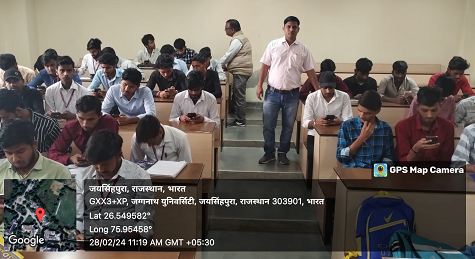 GPS Map Camera
जयसिंहपुरा, राजस्थान, भारत
GXX3+XP, जगन्नाथ युनिवर्सिटी, जयसिंहपुरा, राजस्थान 303901, भारत
Lat 26.549582°
Long 75.95458°
28/02/24 11:19 AM GMT +05:30
Google